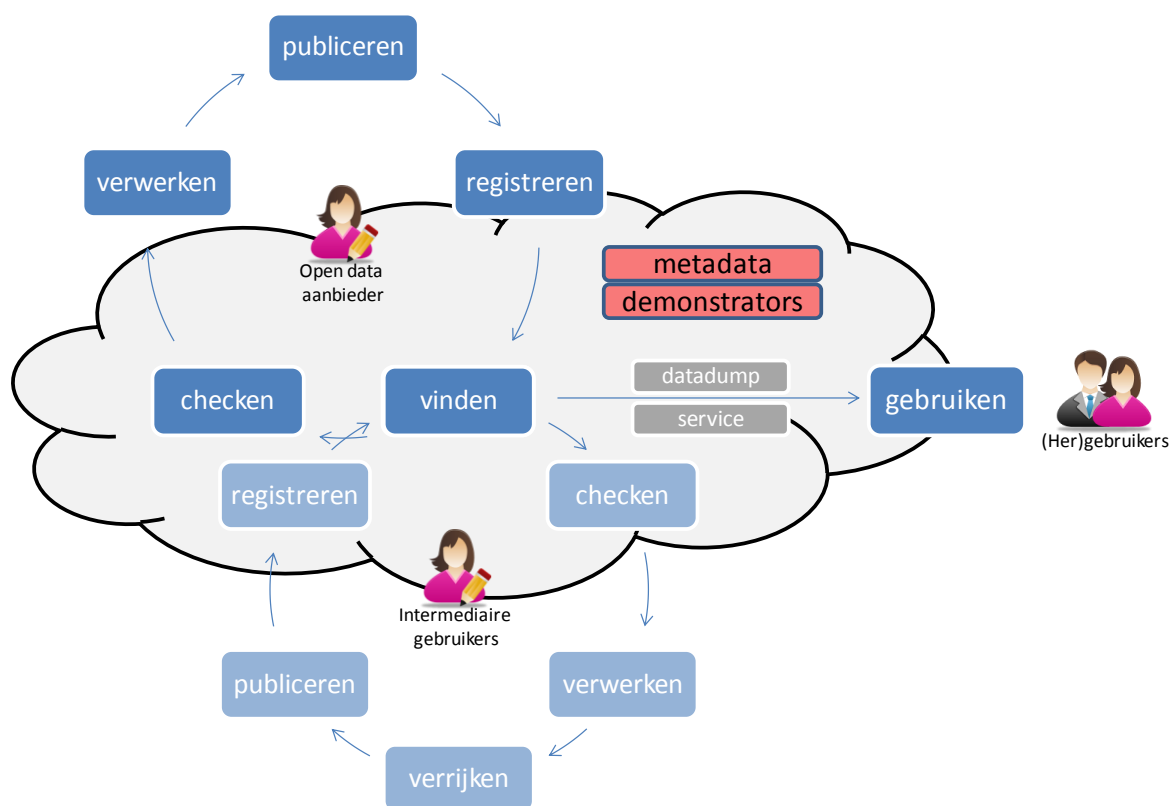 publiceren
verwerken
registreren
Open data
aanbieder
metadata
demonstrators
checken
vinden
datadump
service
gebruiken
(Her)gebruikers
registreren
checken
Intermediaire
gebruikers
publiceren
verwerken
verrijken